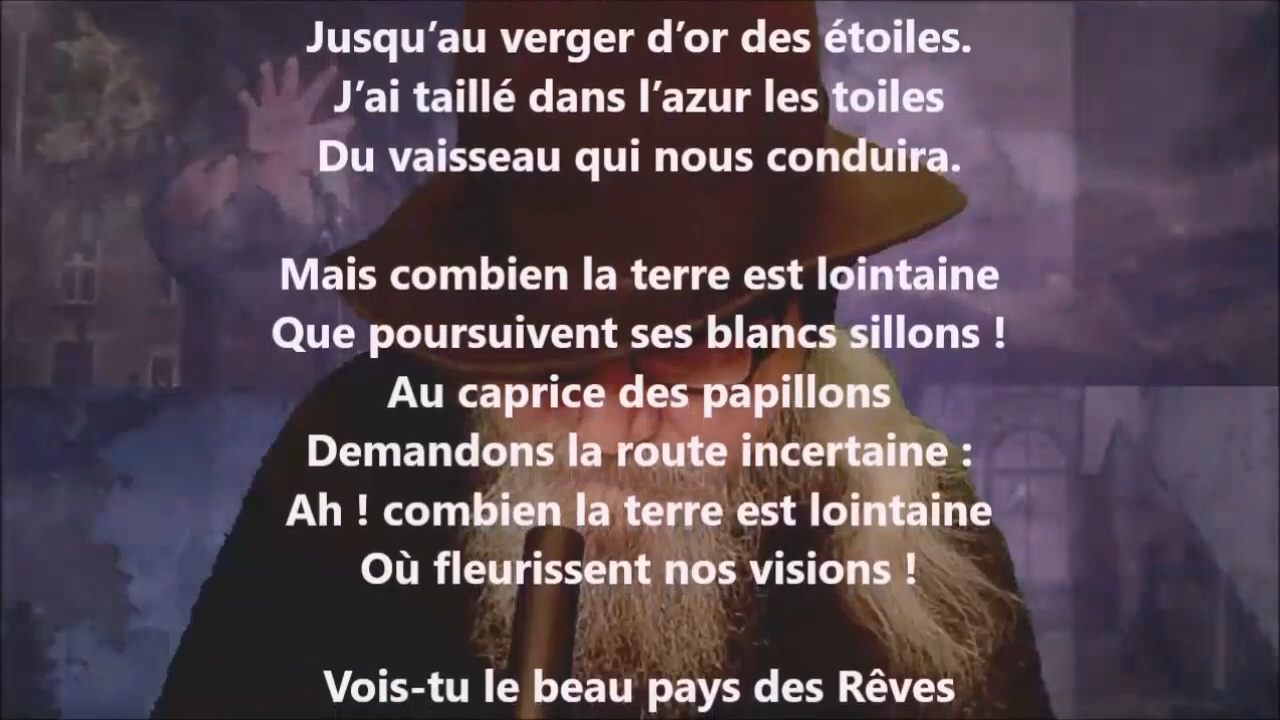 Jusqu’au verger d’or des étoiles.
J’ai taillé dans l’azur les toiles
Du vaisseau qui nous conduira.
Mais combien la terre est lointaine
Que poursuivent ses blancs sillons !
Au caprice des papillons
Demandons la route incertaine :
Ah ! combien la terre est lointaine
Où fleurissent nos visions !
Vois-tu le beau pays des Rêves